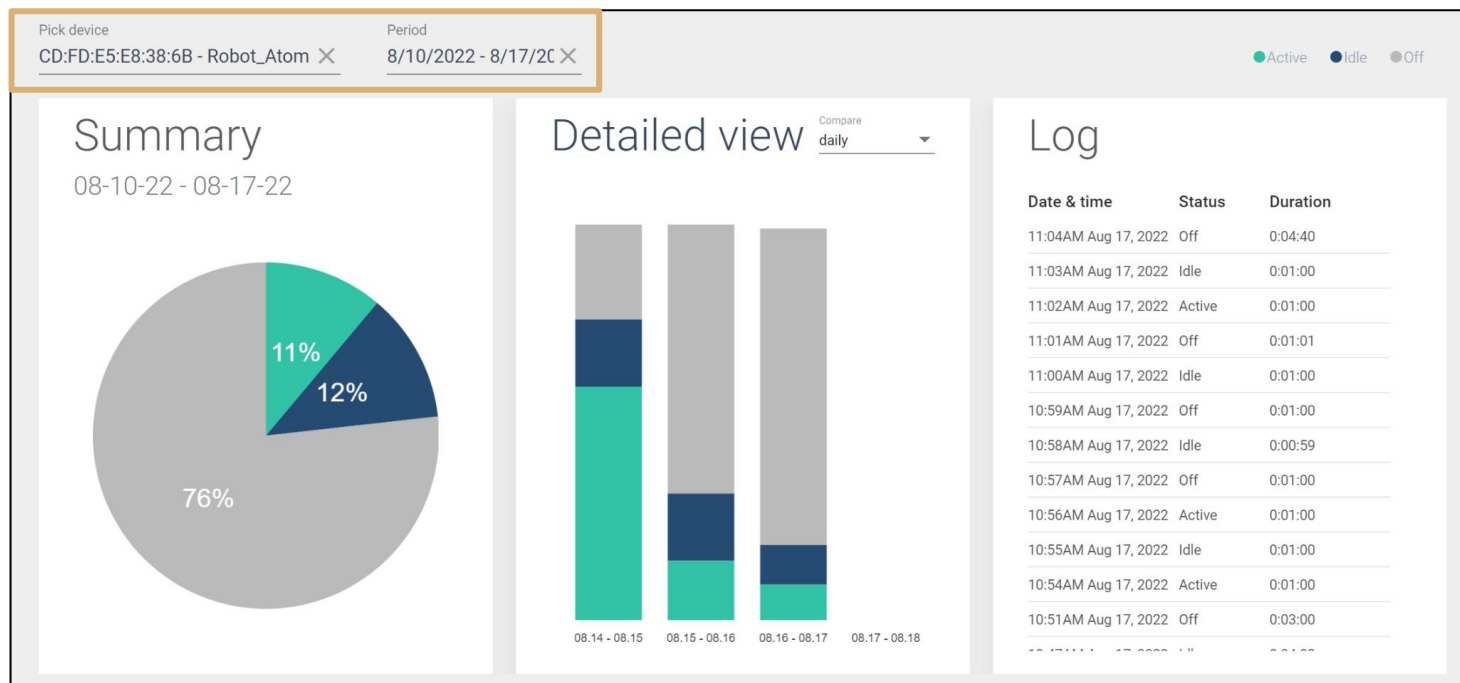 Pick device
CD:FD:E5:E8:38:6B - Robot_Atom
Period
8/10/2022 - 8/17/20
Active
Idle
Off
Summary
08-10-22 - 08-17-22
11%
12%
76%
Detailed view
Compare
daily
08.14 - 08.15
08.15 - 08.16
08.16 - 08.17
08.17 - 08.18
Log
Date & time Status Duration
11:04AM Aug 17, 2022 Off 0:04:40
11:03AM Aug 17, 2022 Idle 0:01:00
11:02AM Aug 17, 2022 Active 0:01:00
11:01AM Aug 17, 2022 Off 0:01:01
11:00AM Aug 17, 2022 Idle 0:01:00
10:59AM Aug 17, 2022 Off 0:01:00
10:58AM Aug 17, 2022 Idle 0:00:59
10:57AM Aug 17, 2022 Off 0:01:00
10:56AM Aug 17, 2022 Active 0:01:00
10:55AM Aug 17, 2022 Idle 0:01:00
10:54AM Aug 17, 2022 Active 0:01:00
10:51AM Aug 17, 2022 Off 0:03:00